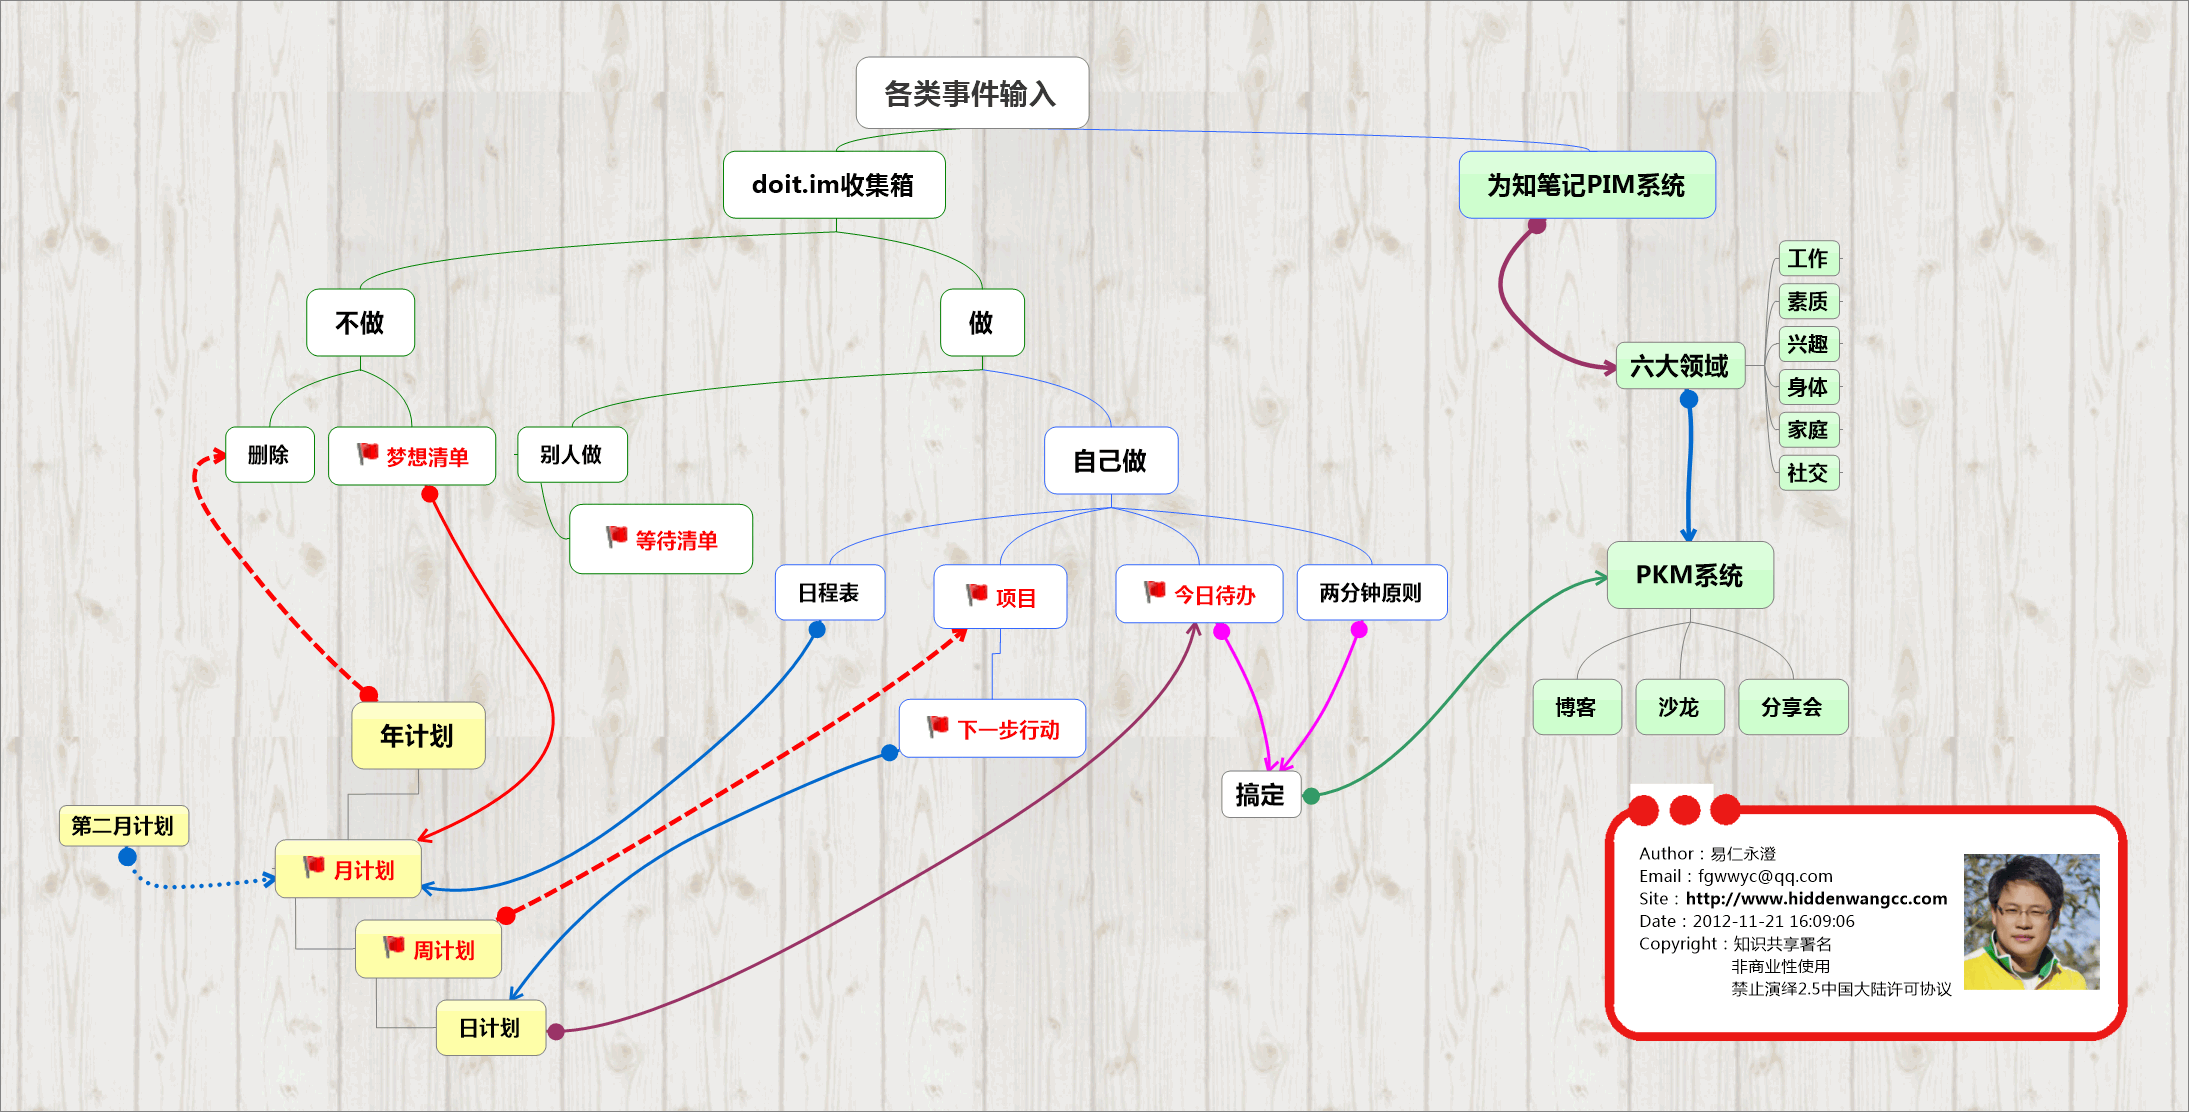 各类事件输入
doit.im收集箱
为知笔记PIM系统
不做
做
六大领域
工作
素质
兴趣
身体
家庭
社交
删除
梦想清单
别人做
自己做
等待清单
日程表
项目
今日待办
两分钟原则
PKM系统
下一步行动
博客
沙龙
分享会
搞定
年计划
第二月计划
月计划
周计划
日计划
Author：易仁永澄
Email：fgwwyc@qq.com
Site：http://www.hiddenwangcc.com
Date：2012-11-21 16:09:06
Copyright：知识共享署名
非商业性使用
禁止演绎2.5中国大陆许可协议